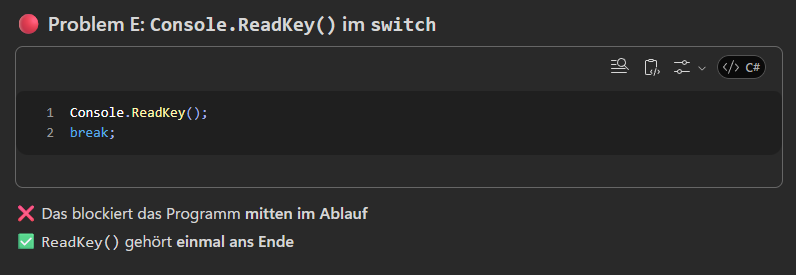 🔴 Problem E: Console.ReadKey() im switch
</> C#
1 Console.ReadKey();
2 break;
❌ Das blockiert das Programm mitten im Ablauf
✅ ReadKey() gehört einmal ans Ende